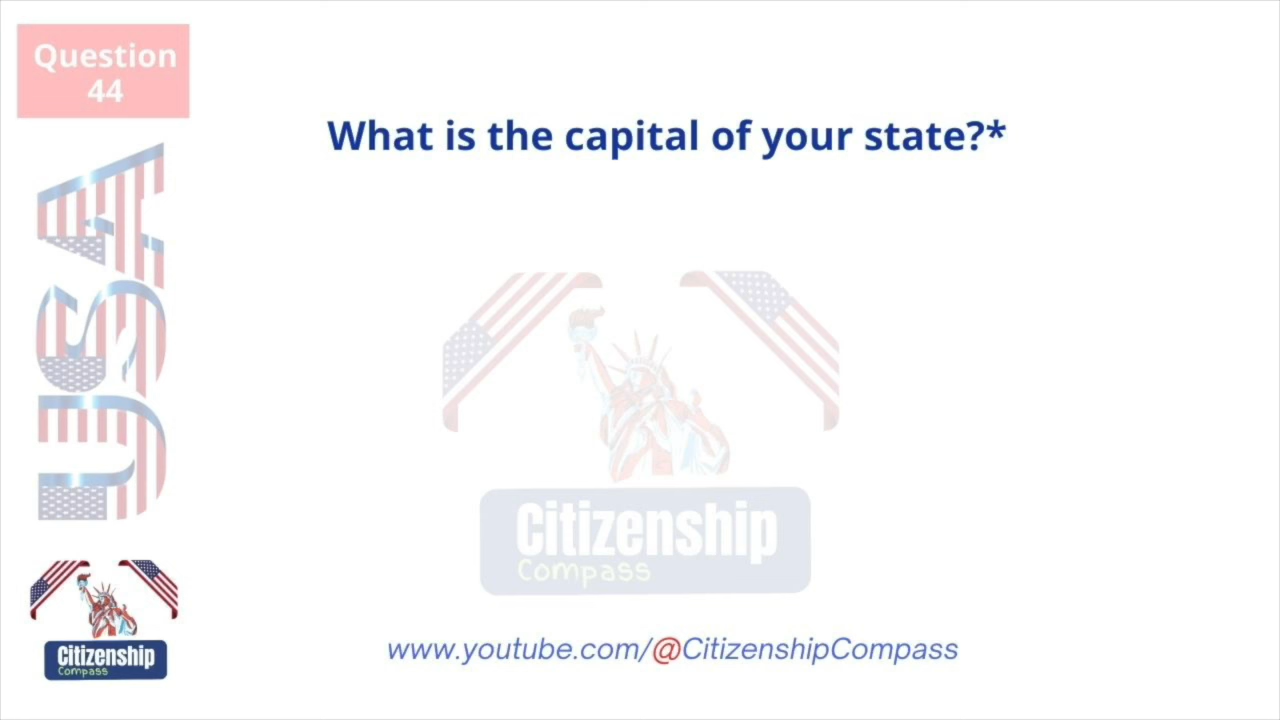 Question
44
What is the capital of your state?*
USA
Citizenship
Compass
Citizenship
Compass
www.youtube.com/@CitizenshipCompass